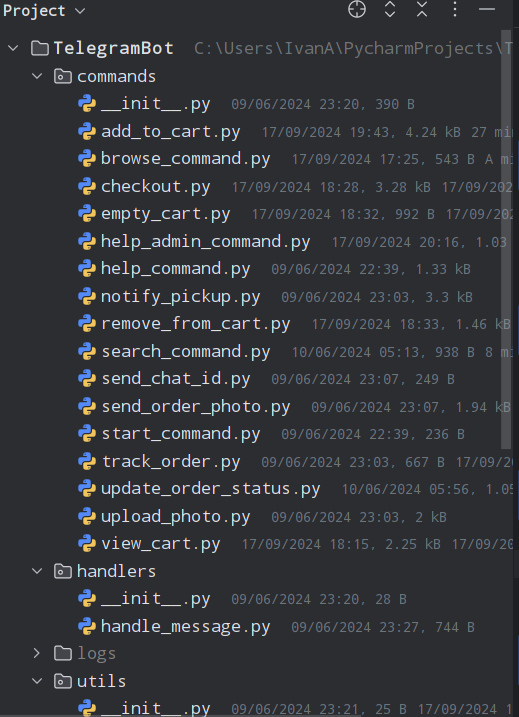 Project
TelegramBot C:\Users\IvanA\PycharmProjects\T
commands
__init__.py 09/06/2024 23:20, 390 B
add_to_cart.py 17/09/2024 19:43, 4.24 kB 27 min
browse_command.py 17/09/2024 17:25, 543 B A mi
checkout.py 17/09/2024 18:28, 3.28 kB 17/09/202
empty_cart.py 17/09/2024 18:32, 992 B 17/09/202
help_admin_command.py 17/09/2024 20:16, 1.03
help_command.py 09/06/2024 22:39, 1.33 kB
notify_pickup.py 09/06/2024 23:03, 3.3 kB
remove_from_cart.py 17/09/2024 18:33, 1.46 kB
search_command.py 10/06/2024 05:13, 938 B 8 mi
send_chat_id.py 09/06/2024 23:07, 249 B
send_order_photo.py 09/06/2024 23:07, 1.94 kB
start_command.py 09/06/2024 22:39, 236 B
track_order.py 09/06/2024 23:03, 667 B 17/09/20
update_order_status.py 10/06/2024 05:56, 1.05
upload_photo.py 09/06/2024 23:03, 2 kB
view_cart.py 17/09/2024 18:15, 2.25 kB 17/09/20
handlers
__init__.py 09/06/2024 23:20, 28 B
handle_message.py 09/06/2024 23:27, 744 B
logs
utils
__init__.py 09/06/2024 23:21, 25 B 17/09/2024 1